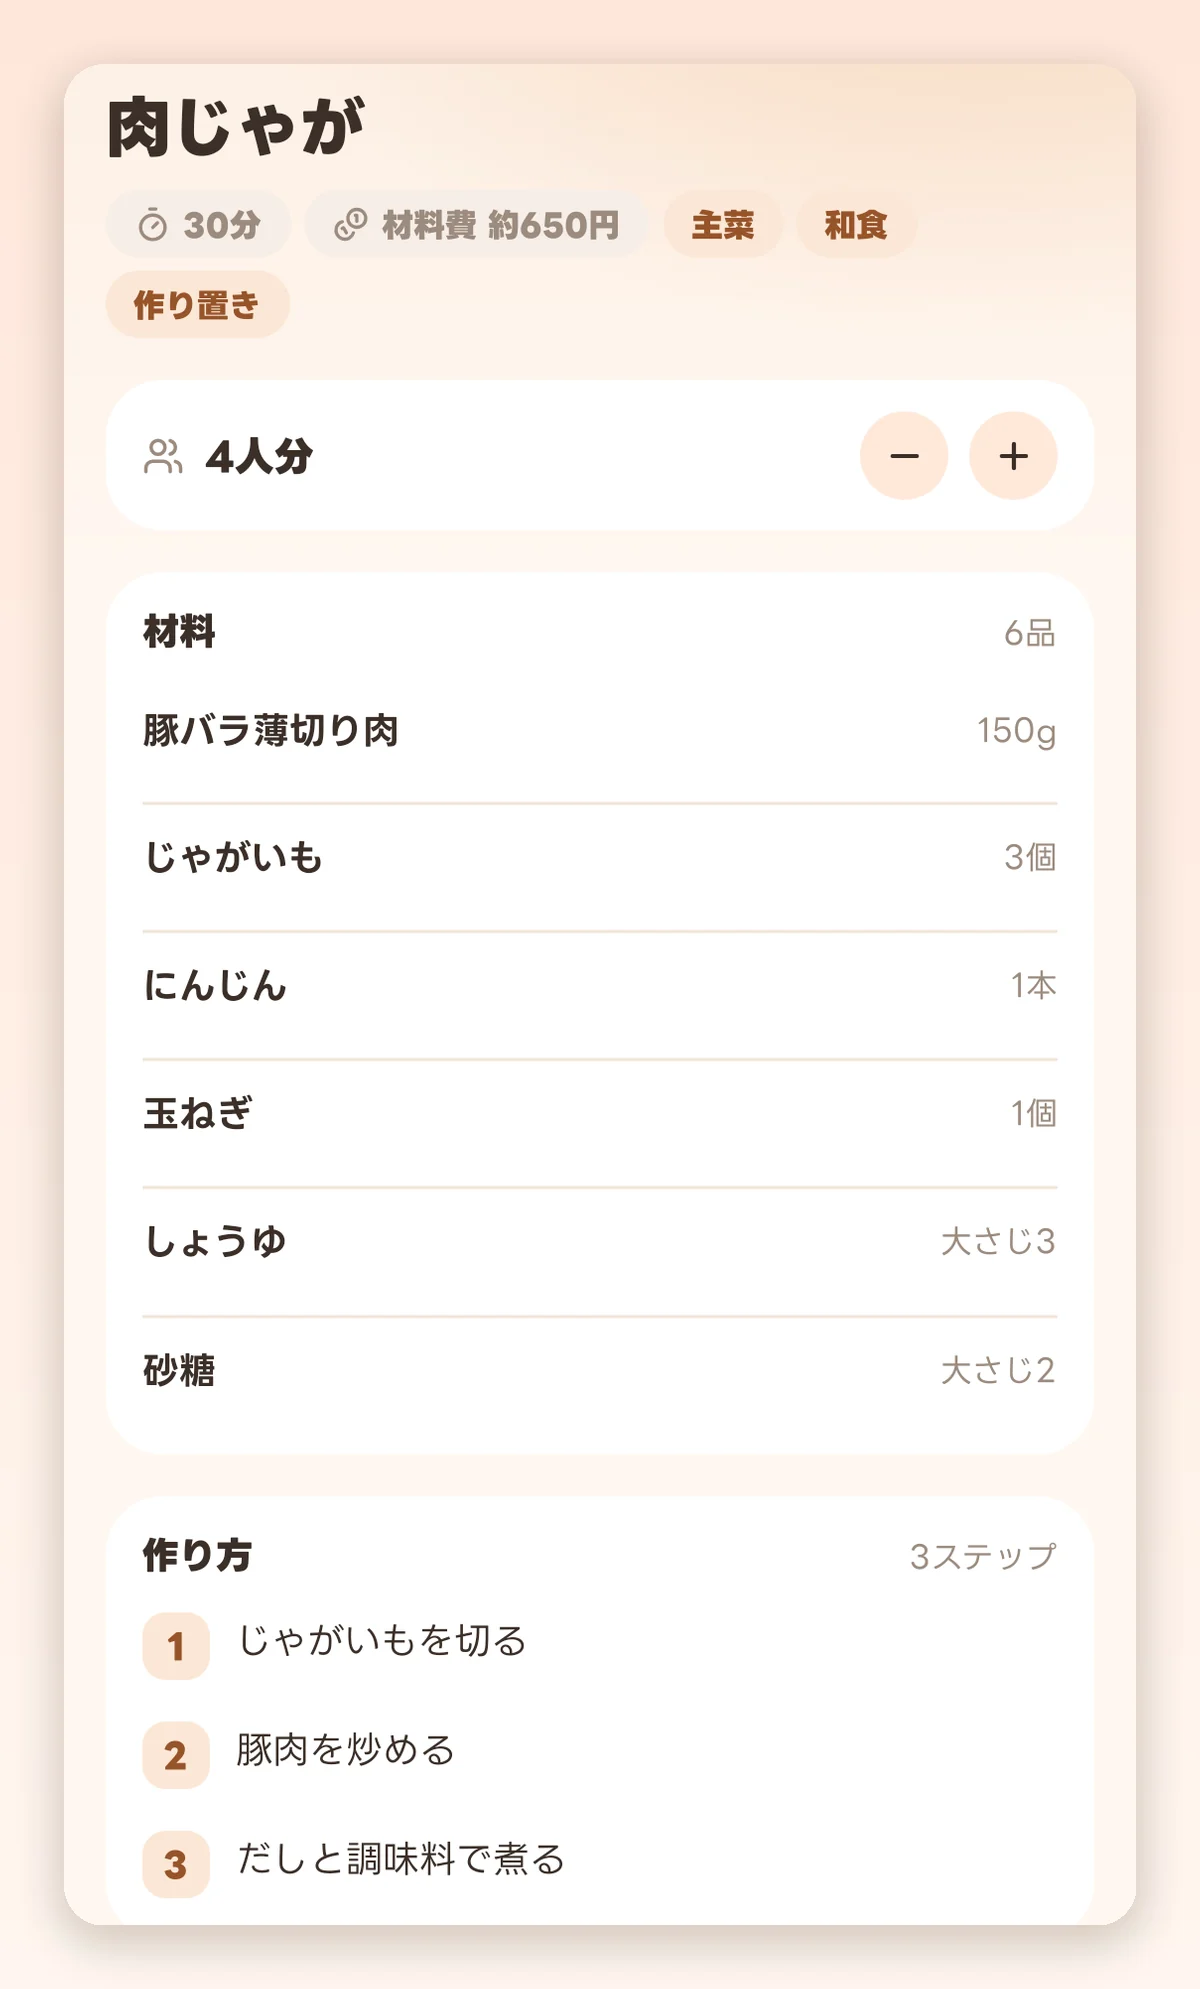 肉じゃが
30分 材料費 約650円 主菜 和食
作り置き
4人分
材料 6品
豚バラ薄切り肉 150g
じゃがいも 3個
にんじん 1本
玉ねぎ 1個
しょうゆ 大さじ3
砂糖 大さじ2
作り方 3ステップ
1 じゃがいもを切る
2 豚肉を炒める
3 だしと調味料で煮る